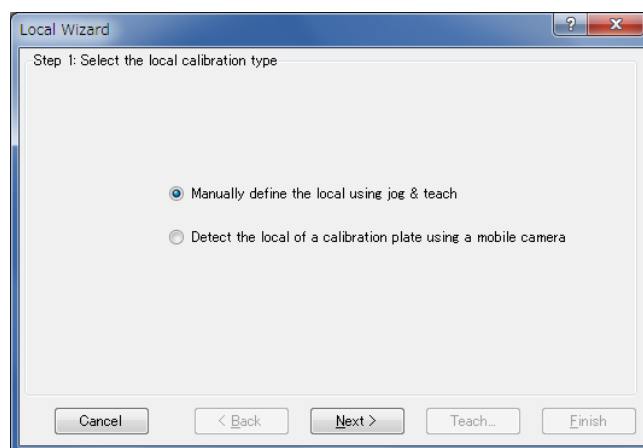 Local Wizard
Step 1: Select the local calibration type
Manually define the local using jog & teach
Detect the local of a calibration plate using a mobile camera
Cancel
< Back
Next >
Teach...
Finish